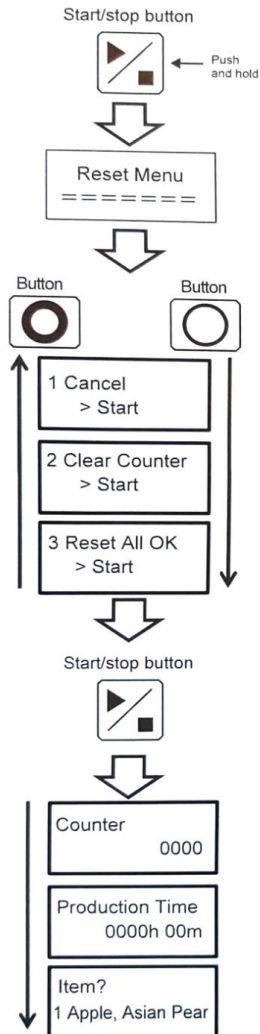 Start/stop button
Push
and hold
Reset Menu
=======
Button
Button
1 Cancel
> Start
2 Clear Counter
> Start
3 Reset All OK
> Start
Start/stop button
Counter
0000
Production Time
0000h 00m
Item?
1 Apple, Asian Pear